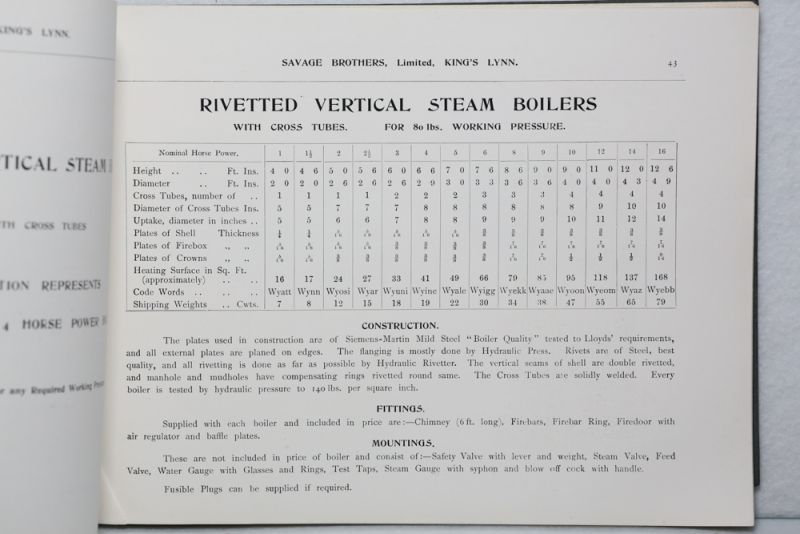 KING'S LYNN.
TICAL STEAM
CROSS TUBES
REPRESENTS
4 HORSE POWER
or any Required Working
SAVAGE BROTHERS, Limited, KING'S LYNN.
43
RIVETTED VERTICAL STEAM BOILERS
WITH CROSS TUBES. FOR 80 lbs. WORKING PRESSURE.
Nominal Horse Power. 1 1½ 2 2½ 3 4 5 6 8 9 10 12 14 16
Height .. .. Ft. Ins. 4 0 4 6 5 0 5 6 6 0 6 6 7 0 7 6 8 6 9 0 9 0 11 0 12 0 12 6
Diameter .. Ft. Ins. 2 0 2 0 2 6 2 6 2 6 2 9 3 0 3 3 3 6 3 6 4 0 4 0 4 3 4 9
Cross Tubes, number of .. 1 1 1 1 2 2 2 3 3 3 4 4 4 4
Diameter of Cross Tubes Ins. 5 5 7 7 7 8 8 8 8 8 8 9 10 10
Uptake, diameter in inches .. 5 5 6 6 7 8 8 9 9 9 10 11 12 14
Plates of Shell Thickness
Plates of Firebox ,, ,,
Plates of Crowns ,, ,,
Heating Surface in Sq. Ft.
(approximately) .. .. 16 17 24 27 33 41 49 66 79 85 95 118 137 168
Code Words .. .. .. Wyatt Wynn Wyosi Wyar Wyuni Wyine Wyale Wyigg Wyekk Wyaae Wyoon Wyeom Wyaz Wyebb
Shipping Weights .. Cwts. 7 8 12 15 18 19 22 30 34 38 47 55 65 79
CONSTRUCTION.
The plates used in construction are of Siemens-Martin Mild Steel "Boiler Quality" tested to Lloyds' requirements,
and all external plates are planed on edges. The flanging is mostly done by Hydraulic Press. Rivets are of Steel, best
quality, and all rivetting is done as far as possible by Hydraulic Rivetter. The vertical seams of shell are double rivetted,
and manhole and mudholes have compensating rings rivetted round same. The Cross Tubes are solidly welded. Every
boiler is tested by hydraulic pressure to 140 lbs. per square inch.
FITTINGS.
Supplied with each boiler and included in price are:—Chimney (6 ft. long). Firebars, Firebar Ring, Firedoor with
air regulator and baffle plates.
MOUNTINGS.
These are not included in price of boiler and consist of:—Safety Valve with lever and weight, Steam Valve, Feed
Valve, Water Gauge with Glasses and Rings, Test Taps, Steam Gauge with syphon and blow off cock with handle.
Fusible Plugs can be supplied if required.